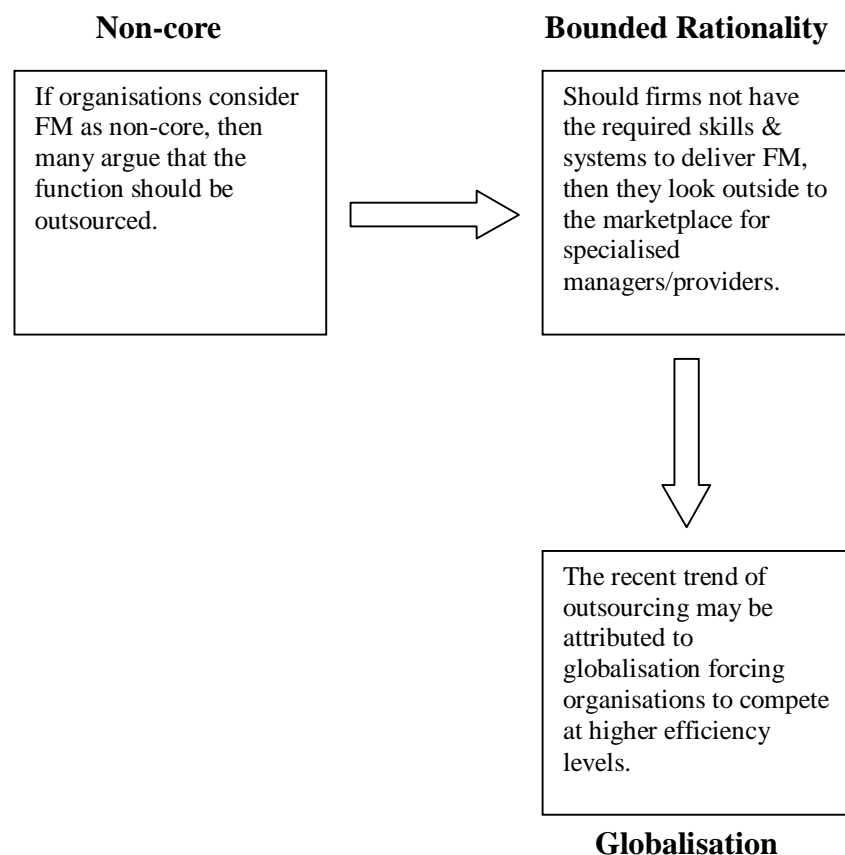 Non-core
If organisations consider
FM as non-core, then
many argue that the
function should be
outsourced.
Bounded Rationality
Should firms not have
the required skills &
systems to deliver FM,
then they look outside to
the marketplace for
specialised
managers/providers.
The recent trend of
outsourcing may be
attributed to
globalisation forcing
organisations to compete
at higher efficiency
levels.
Globalisation